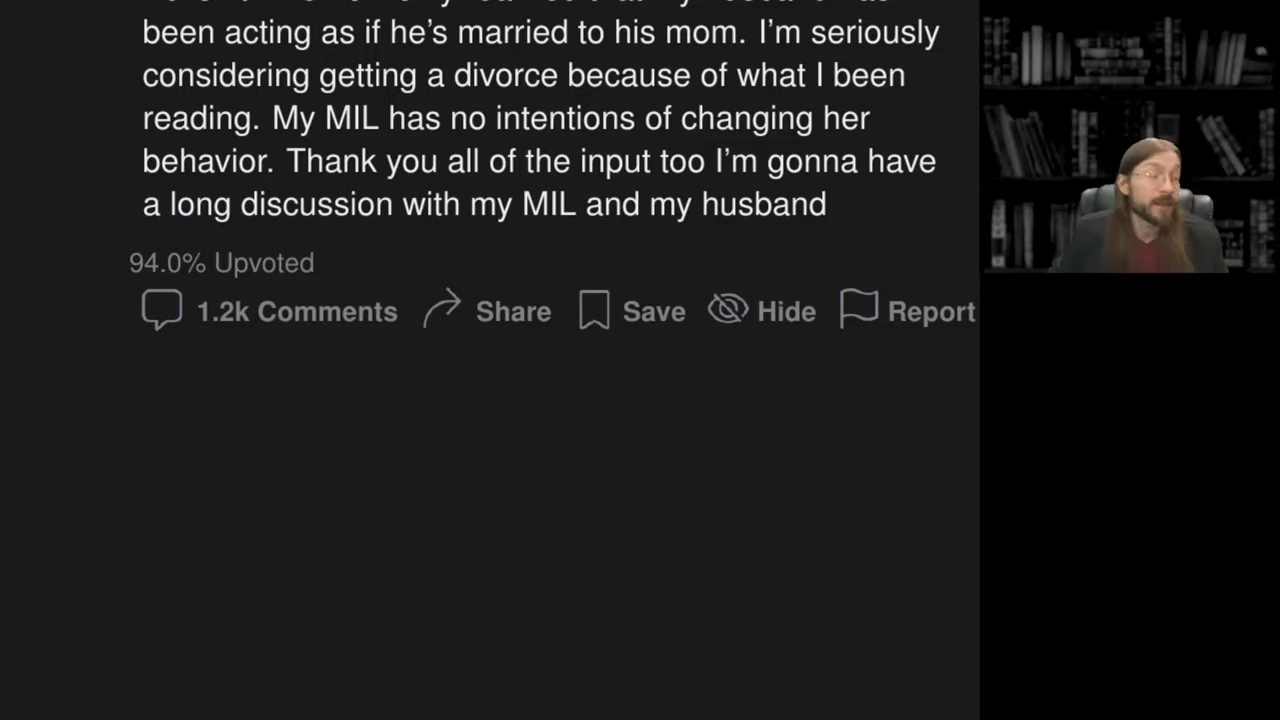 been acting as if he's married to his mom. I'm seriously
considering getting a divorce because of what I been
reading. My MIL has no intentions of changing her
behavior. Thank you all of the input too I'm gonna have
a long discussion with my MIL and my husband
94.0% Upvoted
1.2k Comments Share Save Hide Report